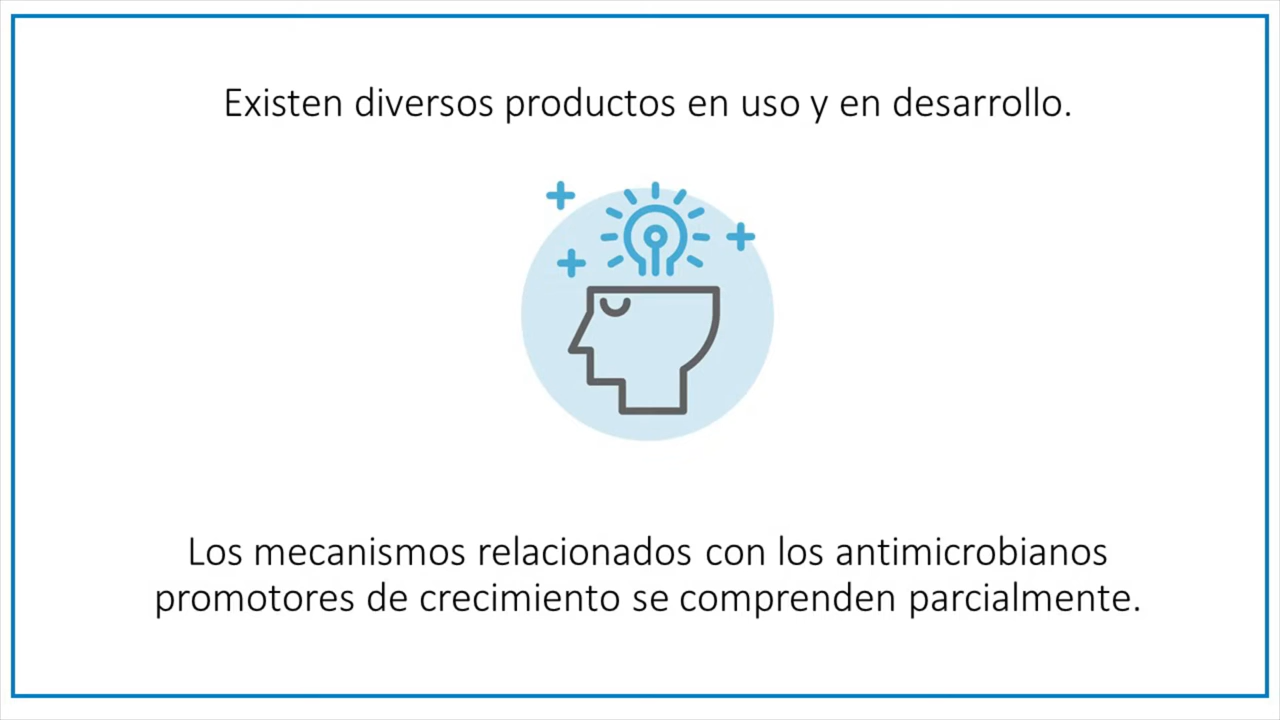 Existen diversos productos en uso y en desarrollo.
Los mecanismos relacionados con los antimicrobianos
promotores de crecimiento se comprenden parcialmente.